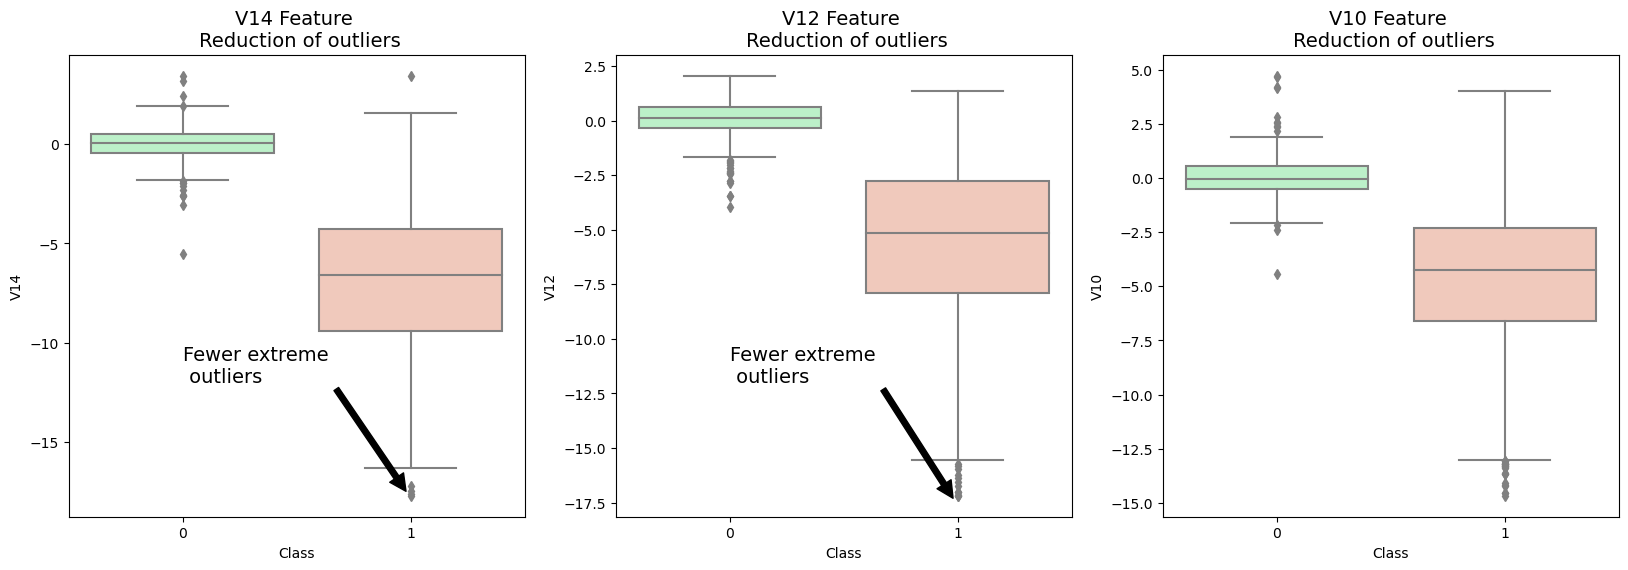 V14 Feature
Reduction of outliers
0
−5
−10
−15
V14
Fewer extreme
outliers
0
1
Class
V12 Feature
Reduction of outliers
2.5
0.0
−2.5
−5.0
−7.5
−10.0
−12.5
−15.0
−17.5
V12
Fewer extreme
outliers
0
1
Class
V10 Feature
Reduction of outliers
5.0
2.5
0.0
−2.5
−5.0
−7.5
−10.0
−12.5
−15.0
V10
0
1
Class